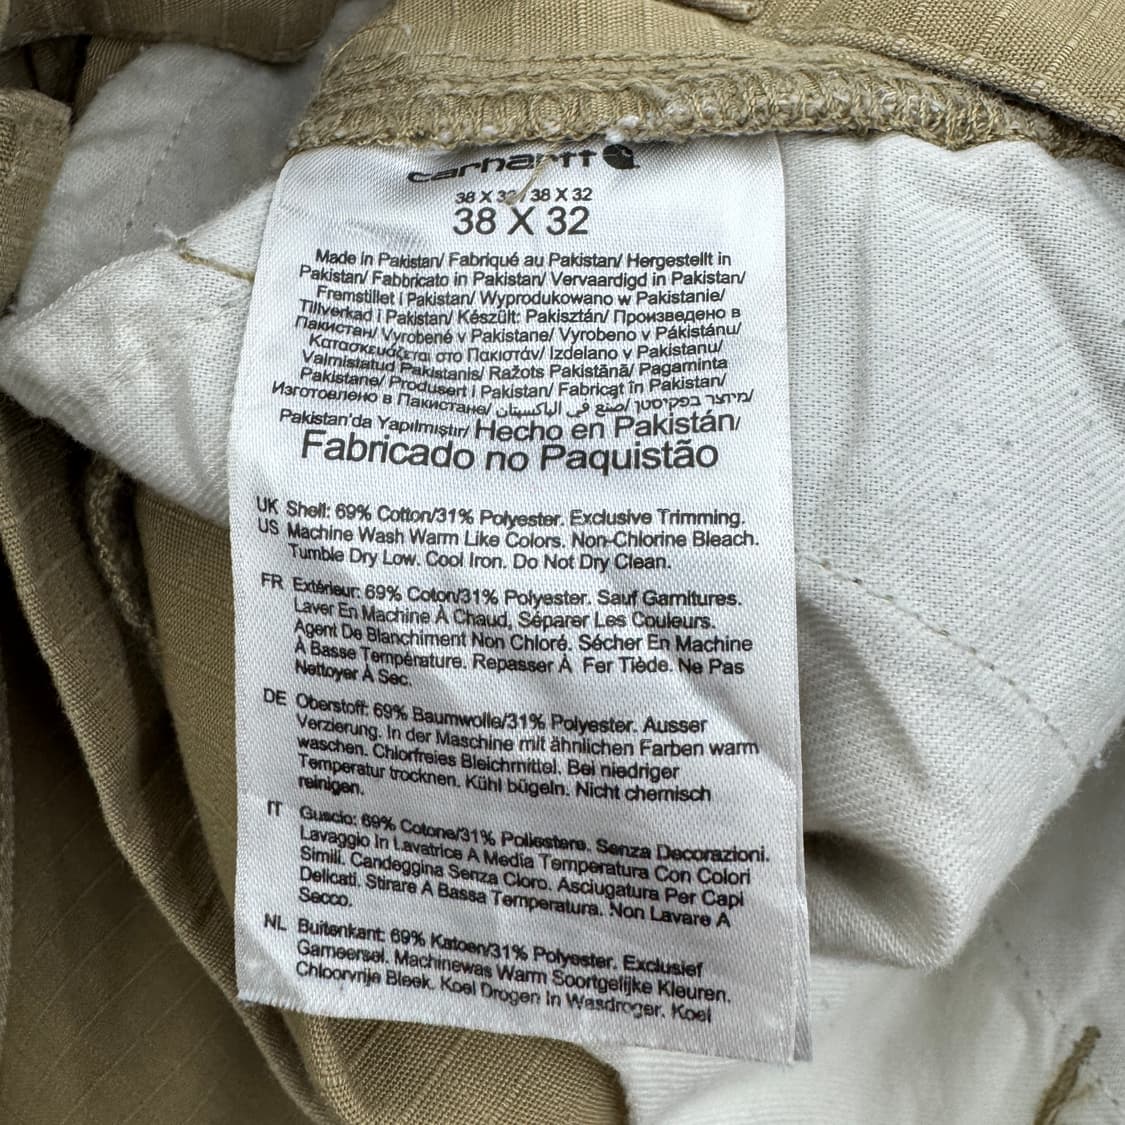 carhartt
38 X 32 / 38 X 32
38 X 32
Made in Pakistan/ Fabriqué au Pakistan/ Hergestellt in
Pakistan/ Fabbricato in Pakistan/ Vervaardigd in Pakistan/
Fremstillet i Pakistan/ Wyprodukowano w Pakistanie/
Tillverkad i Pakistan/ Készült: Pakisztán/ Произведено в
Пакистан/ Vyrobené v Pakistane/ Vyrobeno v Pákistánu/
Κατασκευάζεται στο Πακιστάν/ Izdelano v Pakistanu/
Valmistatud Pakistanis/ Ražots Pakistānā/ Pagaminta
Pakistane/ Produsert i Pakistan/ Fabricat în Pakistan/
Изготовлено в Пакистане/ صنع في الباكستان/ מיוצר בפקיסטן/
Pakistan'da Yapılmıştır/ Hecho en Pakistán/
Fabricado no Paquistão
UK Shell: 69% Cotton/31% Polyester. Exclusive Trimming.
US Machine Wash Warm Like Colors. Non-Chlorine Bleach.
Tumble Dry Low. Cool Iron. Do Not Dry Clean.
FR Extérieur: 69% Coton/31% Polyester. Sauf Garnitures.
Laver En Machine À Chaud, Séparer Les Couleurs.
Agent De Blanchiment Non Chloré. Sécher En Machine
À Basse Température. Repasser À Fer Tiède. Ne Pas
Nettoyer À Sec.
DE Oberstoff: 69% Baumwolle/31% Polyester. Ausser
Verzierung. In der Maschine mit ähnlichen Farben warm
waschen. Chlorfreies Bleichmittel. Bei niedriger
Temperatur trocknen. Kühl bügeln. Nicht chemisch
reinigen.
IT Guscio: 69% Cotone/31% Poliestere. Senza Decorazioni.
Lavaggio In Lavatrice A Media Temperatura Con Colori
Simili. Candeggina Senza Cloro. Asciugatura Per Capi
Delicati. Stirare A Bassa Temperatura. Non Lavare A
Secco.
NL Buitenkant: 69% Katoen/31% Polyester. Exclusief
Garneersel. Machinewas Warm Soortgelijke Kleuren.
Chloorvrije Bleek. Koel Drogen In Wasdroger. Koel